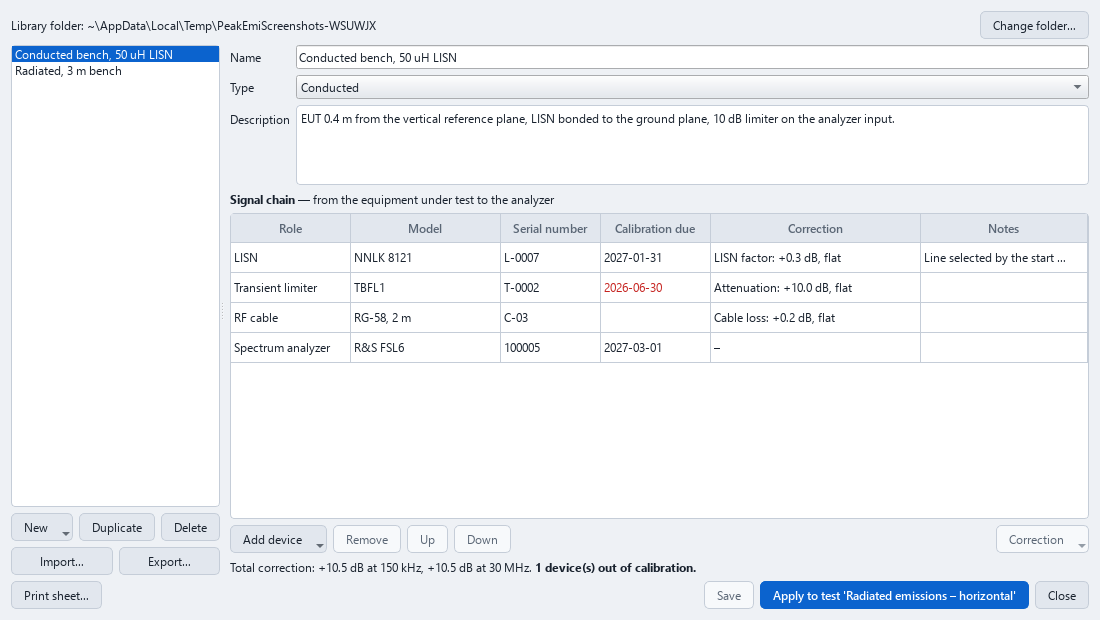 Library folder: ~\AppData\Local\Temp\PeakEmiScreenshots-WSUWJX
Change folder...
Conducted bench, 50 uH LISN
Radiated, 3 m bench
Name
Conducted bench, 50 uH LISN
Type
Conducted
Description
EUT 0.4 m from the vertical reference plane, LISN bonded to the ground plane, 10 dB limiter on the analyzer input.
Signal chain — from the equipment under test to the analyzer
Role Model Serial number Calibration due Correction Notes
LISN NNLK 8121 L-0007 2027-01-31 LISN factor: +0.3 dB, flat Line selected by the start ...
Transient limiter TBFL1 T-0002 2026-06-30 Attenuation: +10.0 dB, flat
RF cable RG-58, 2 m C-03 Cable loss: +0.2 dB, flat
Spectrum analyzer R&S FSL6 100005 2027-03-01 –
New Duplicate Delete
Import... Export...
Print sheet...
Add device Remove Up Down Correction
Total correction: +10.5 dB at 150 kHz, +10.5 dB at 30 MHz. 1 device(s) out of calibration.
Save Apply to test 'Radiated emissions – horizontal' Close